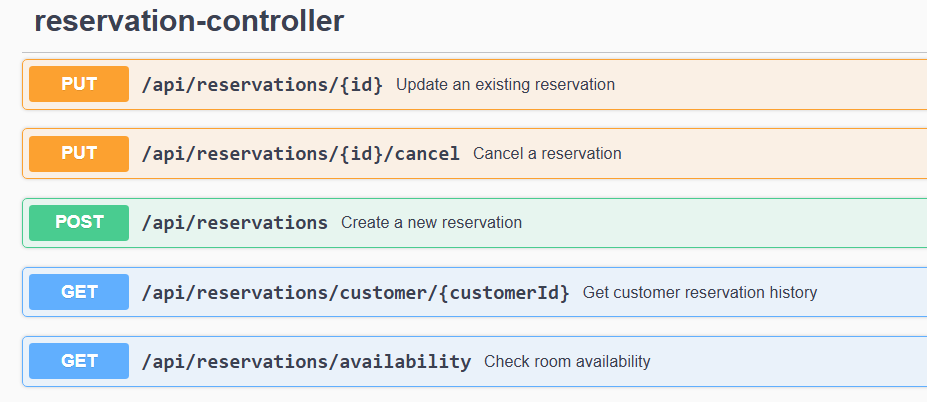 reservation-controller
PUT /api/reservations/{id} Update an existing reservation
PUT /api/reservations/{id}/cancel Cancel a reservation
POST /api/reservations Create a new reservation
GET /api/reservations/customer/{customerId} Get customer reservation history
GET /api/reservations/availability Check room availability